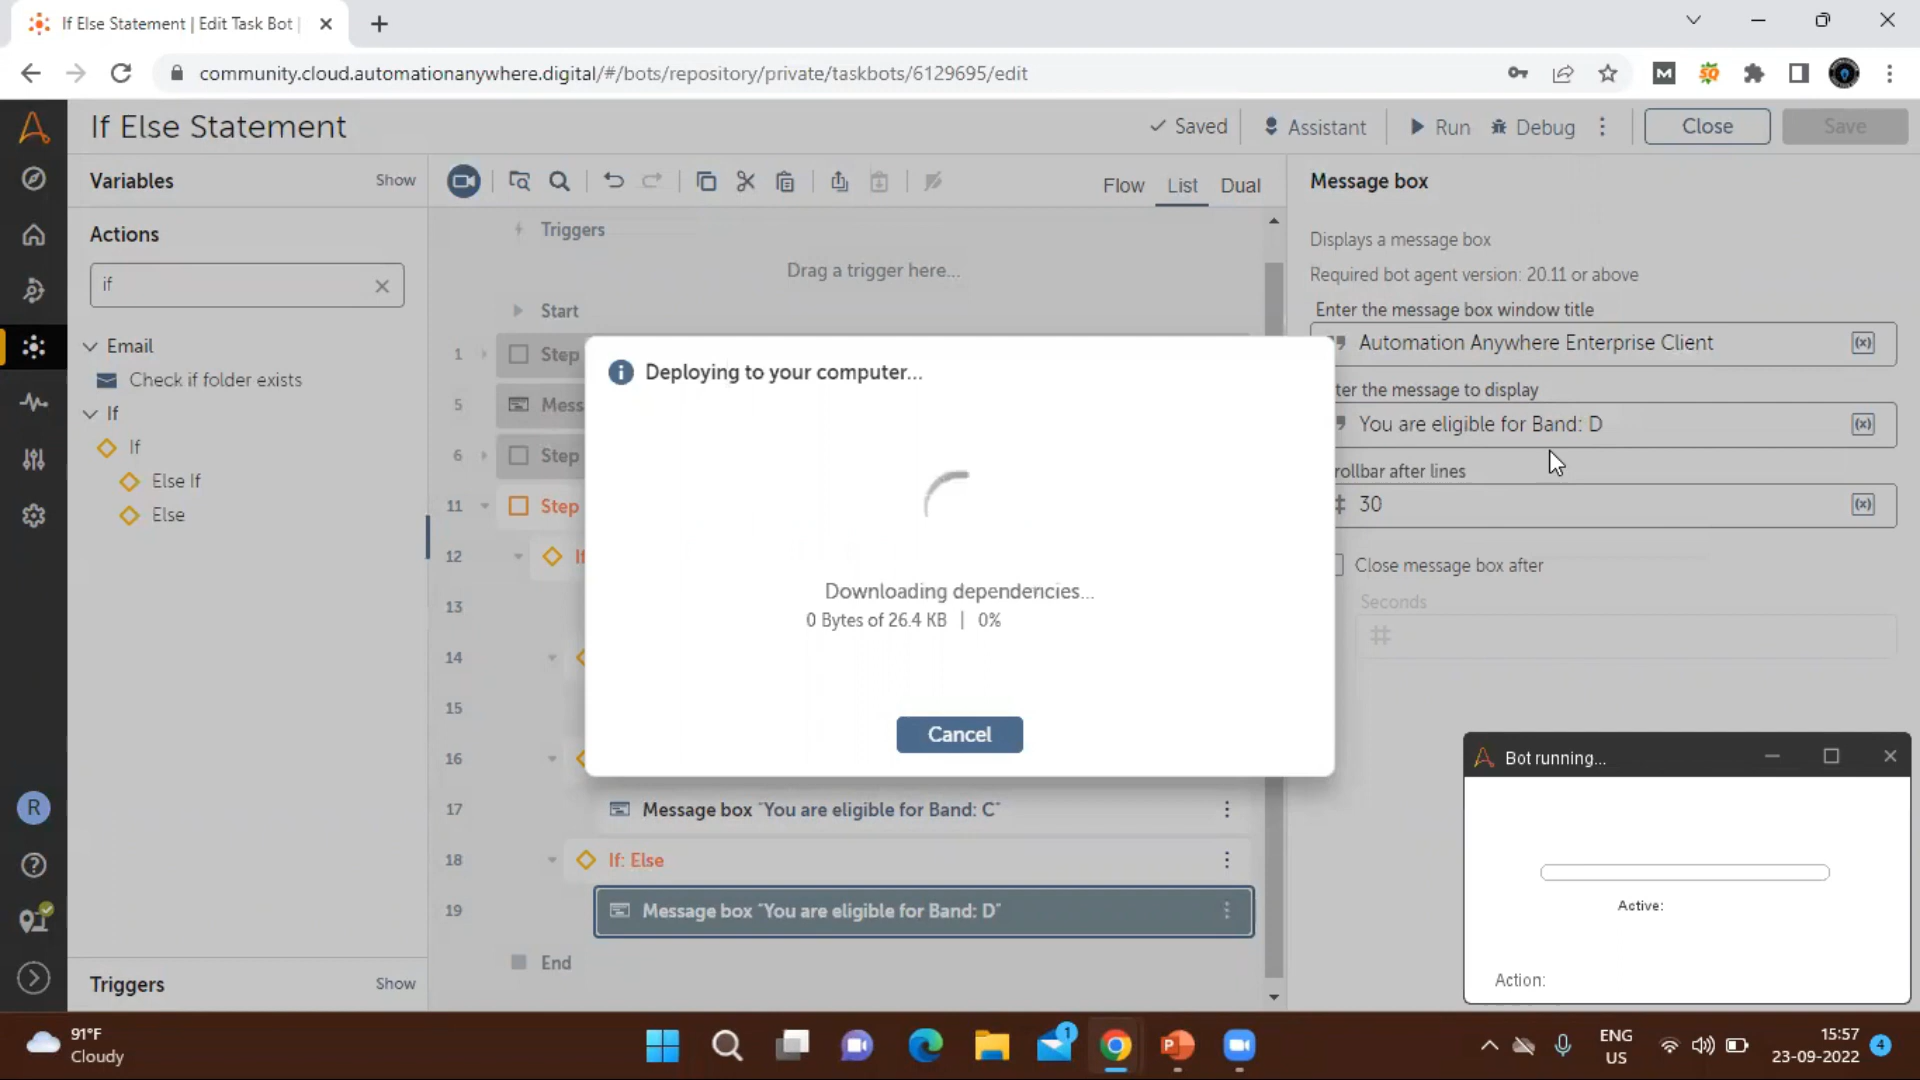 If Else Statement | Edit Task Bot |
community.cloud.automationanywhere.digital/#/bots/repository/private/taskbots/6129695/edit
If Else Statement
Saved
Assistant
Run
Debug
Close
Save
Variables
Show
Flow
List
Dual
Message box
Actions
if
Email
Check if folder exists
If
If
Else If
Else
Triggers
Show
Triggers
Drag a trigger here...
Start
1 Step
5 Mess
6 Step
11 Step
12 If
13
14
15
16
17 Message box "You are eligible for Band: C"
18 If: Else
19 Message box "You are eligible for Band: D"
End
Deploying to your computer...
Downloading dependencies...
0 Bytes of 26.4 KB | 0%
Cancel
Displays a message box
Required bot agent version: 20.11 or above
Enter the message box window title
Automation Anywhere Enterprise Client
(x)
ter the message to display
You are eligible for Band: D
(x)
rollbar after lines
30
(x)
Close message box after
Seconds
Bot running...
Active:
Action:
R
91°F
Cloudy
1
ENG
US
15:57
23-09-2022
4